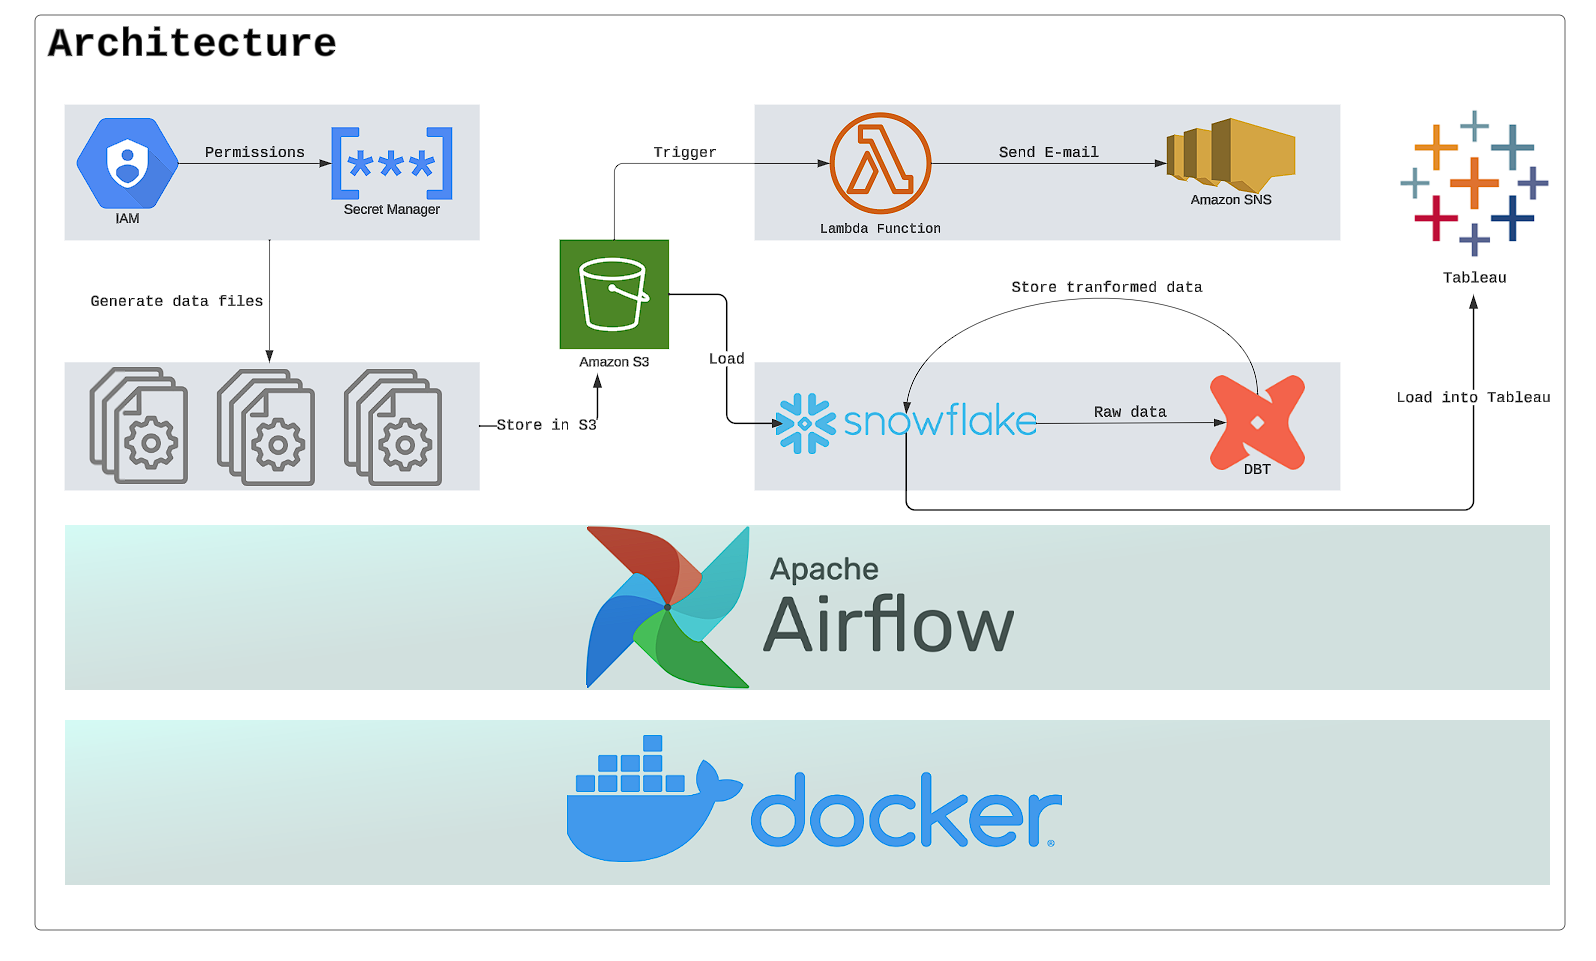 Architecture
Permissions
IAM
Secret Manager
Trigger
Send E-mail
Lambda Function
Amazon SNS
Tableau
Generate data files
Amazon S3
Store tranformed data
Load
Load into Tableau
Store in S3
snowflake
Raw data
DBT
Apache
Airflow
docker®